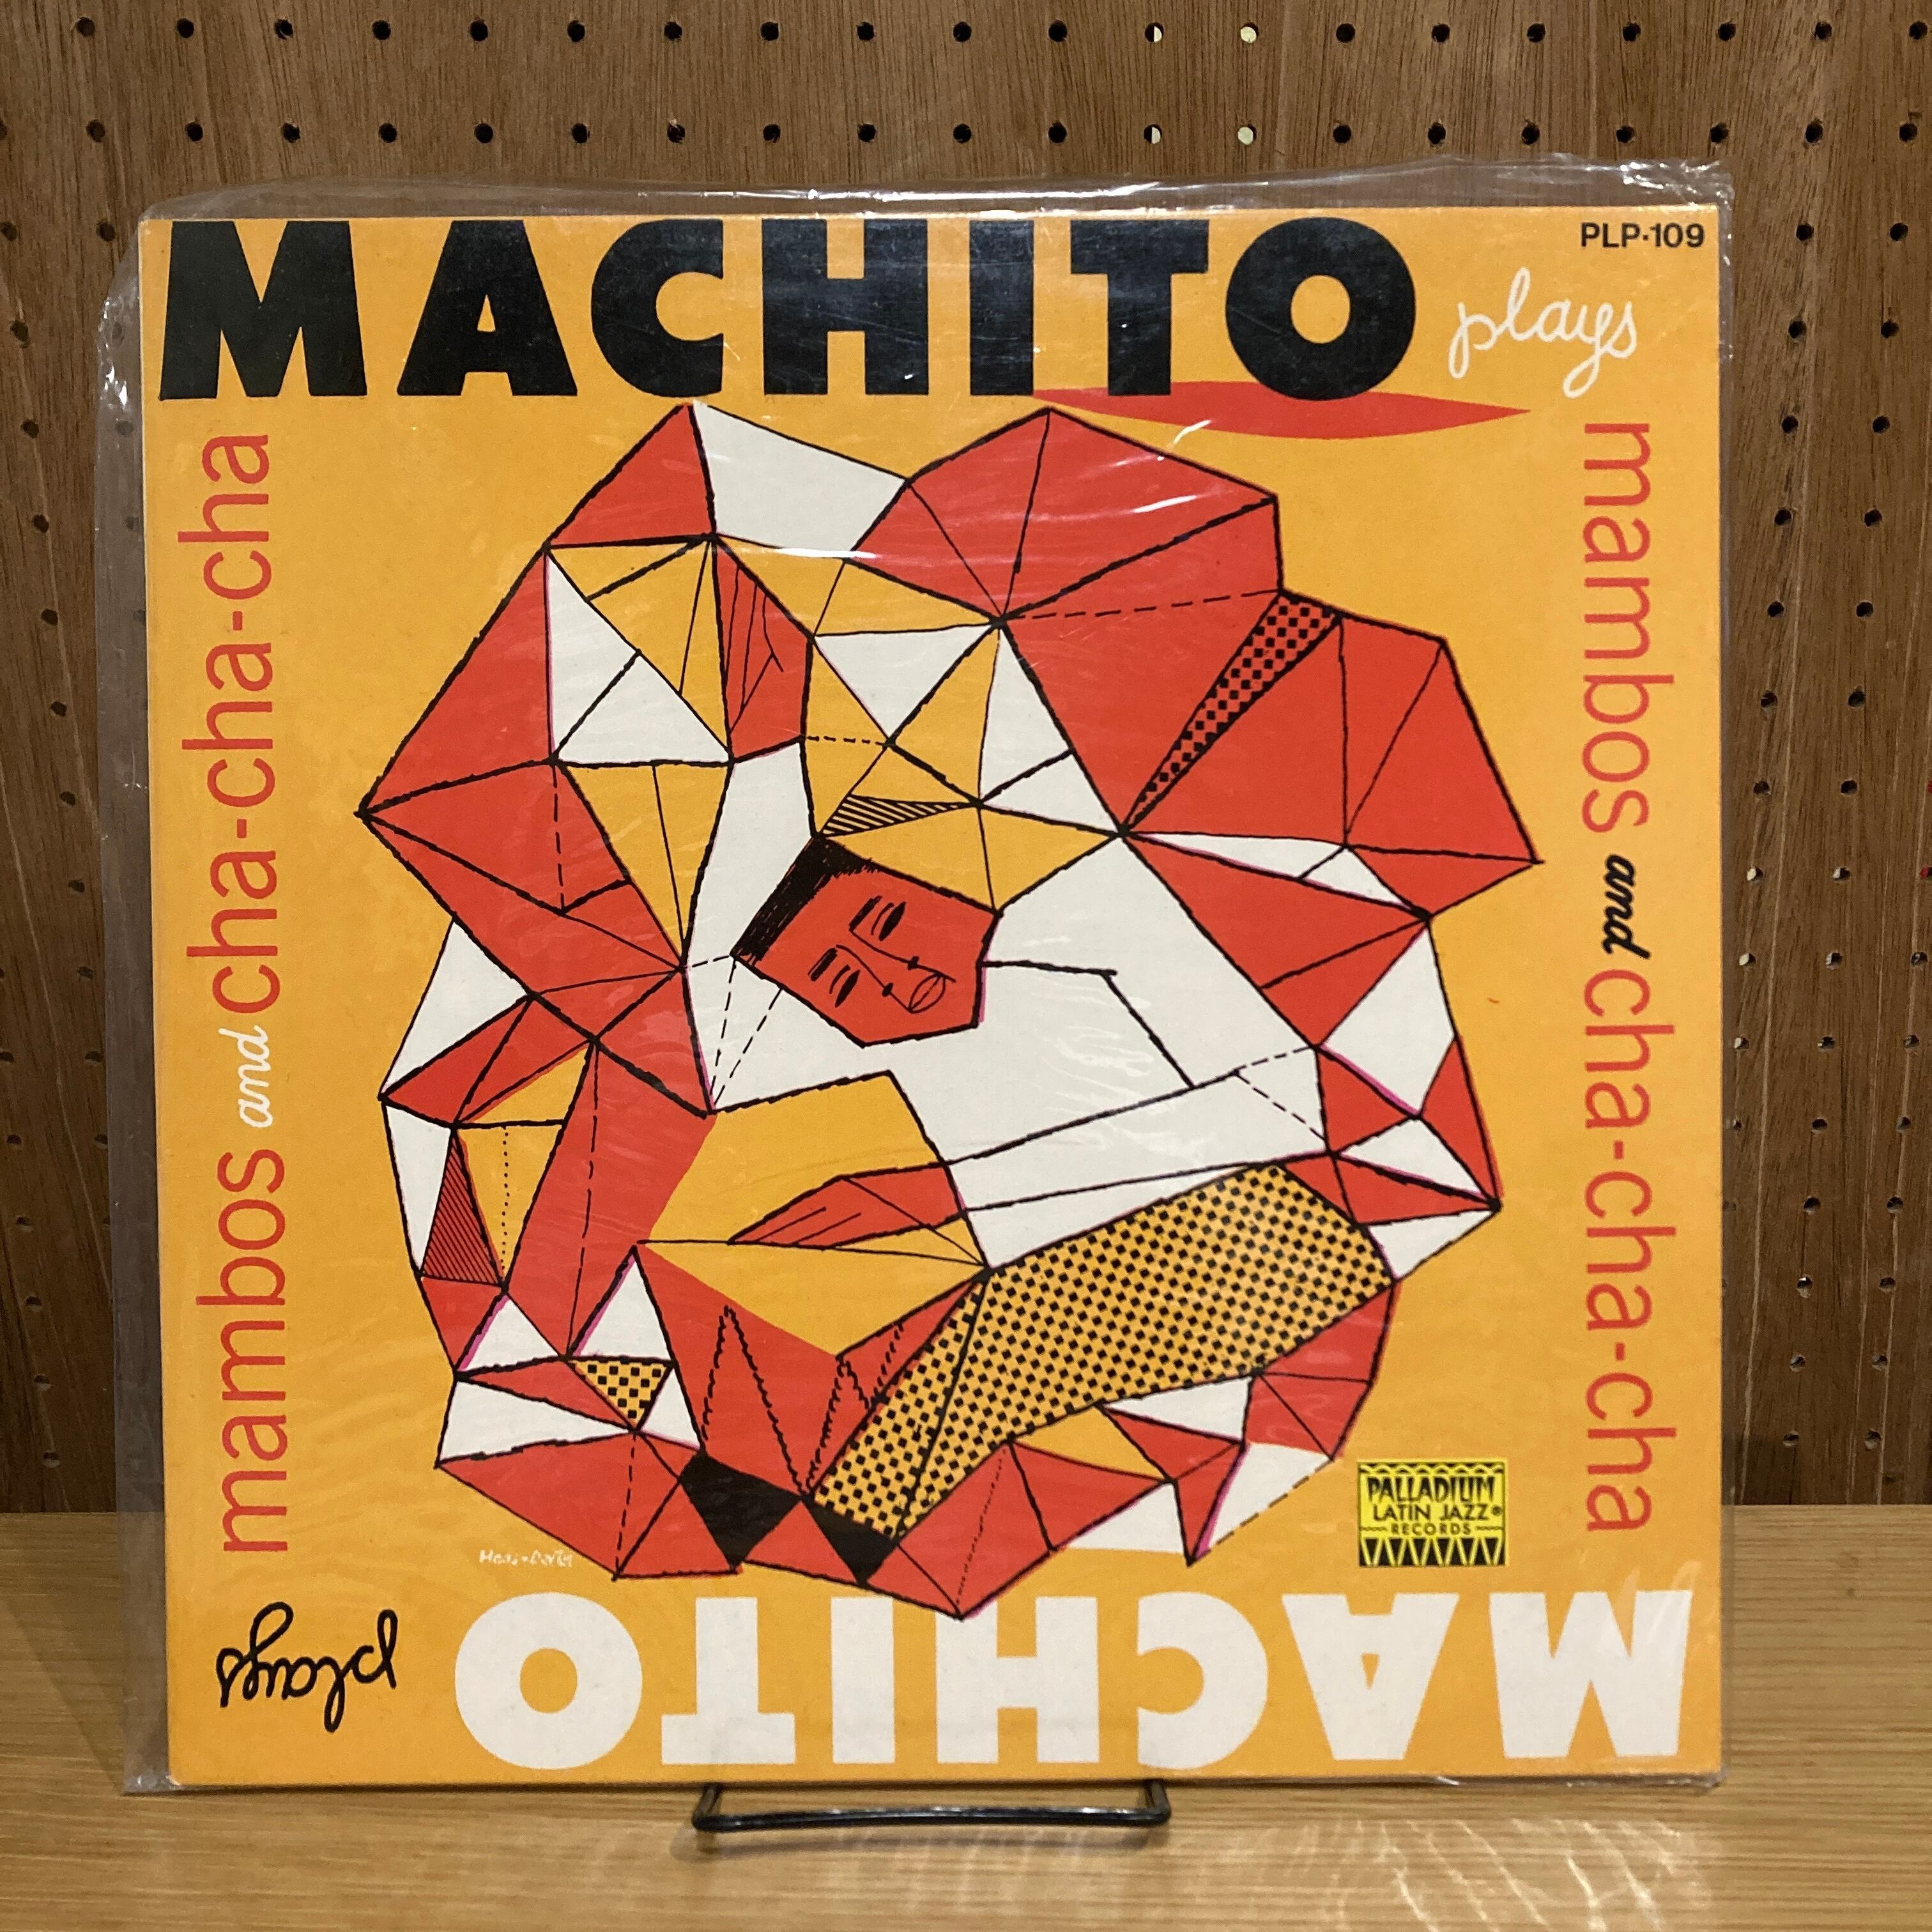 MACHITO plays
PLP-109
mambos and cha-cha-cha
mambos and cha-cha-cha
PALLADIUM
LATIN JAZZ®
RECORDS
MACHITO plays